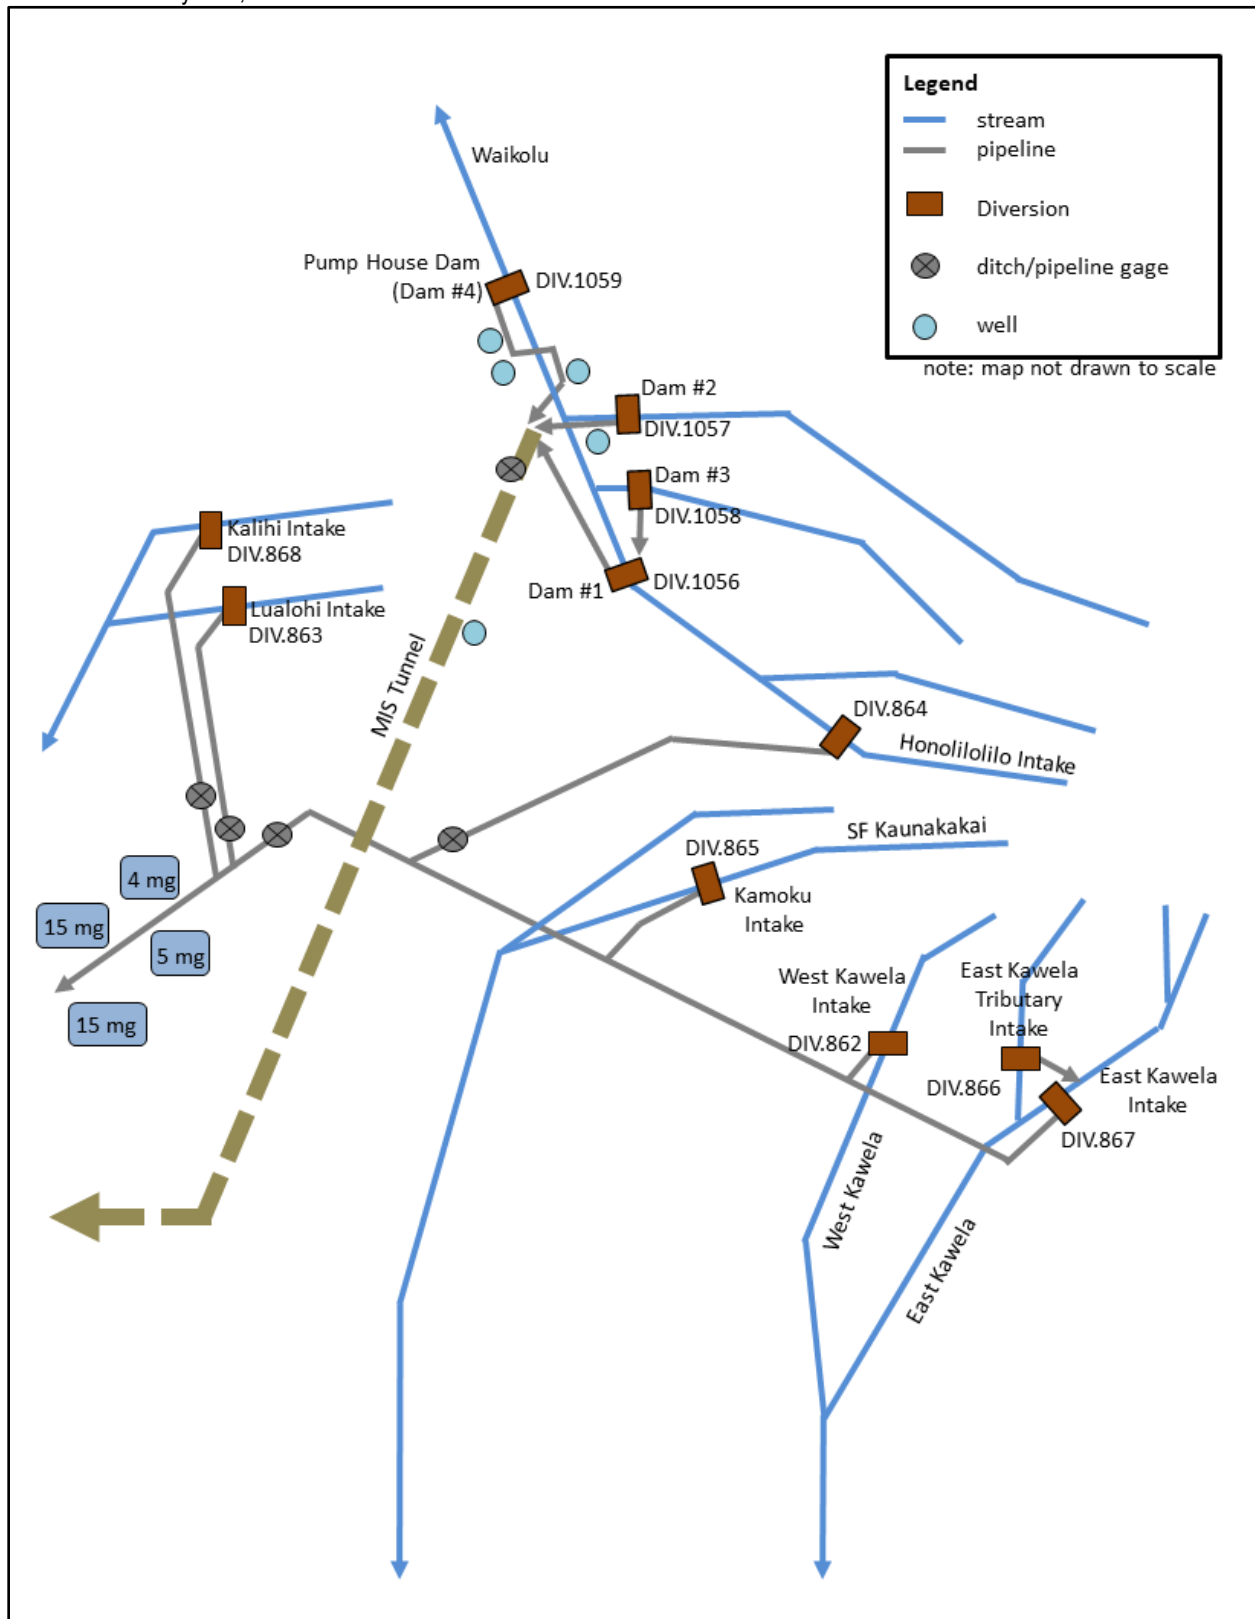 Legend
stream
pipeline
Diversion
ditch/pipeline gage
well
note: map not drawn to scale
Waikolu
Pump House Dam
(Dam #4)
DIV.1059
Dam #2
DIV.1057
Dam #3
DIV.1058
Dam #1
DIV.1056
Kalihi Intake
DIV.868
Lualohi Intake
DIV.863
MIS Tunnel
DIV.864
Honolilolilo Intake
SF Kaunakakai
DIV.865
Kamoku
Intake
4 mg
15 mg
5 mg
15 mg
West Kawela
Intake
DIV.862
East Kawela
Tributary
Intake
DIV.866
East Kawela
Intake
DIV.867
West Kawela
East Kawela